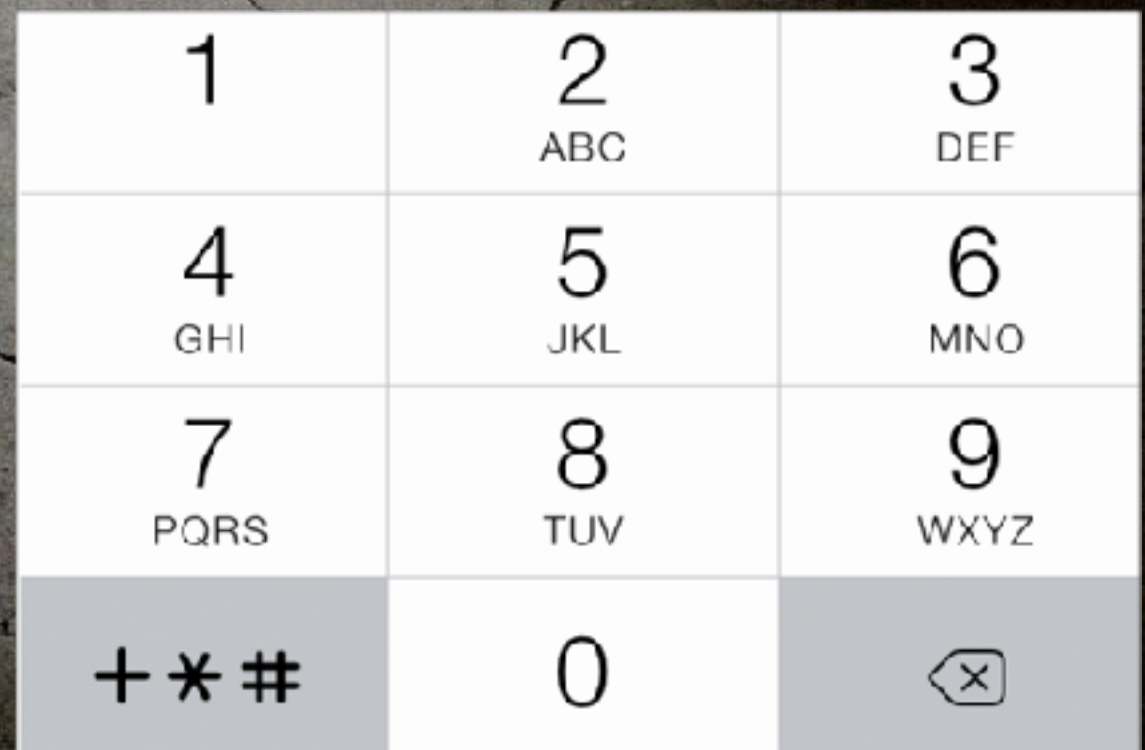 1 2 3
ABC DEF
4 5 6
GHI JKL MNO
7 8 9
PQRS TUV WXYZ
+*# 0